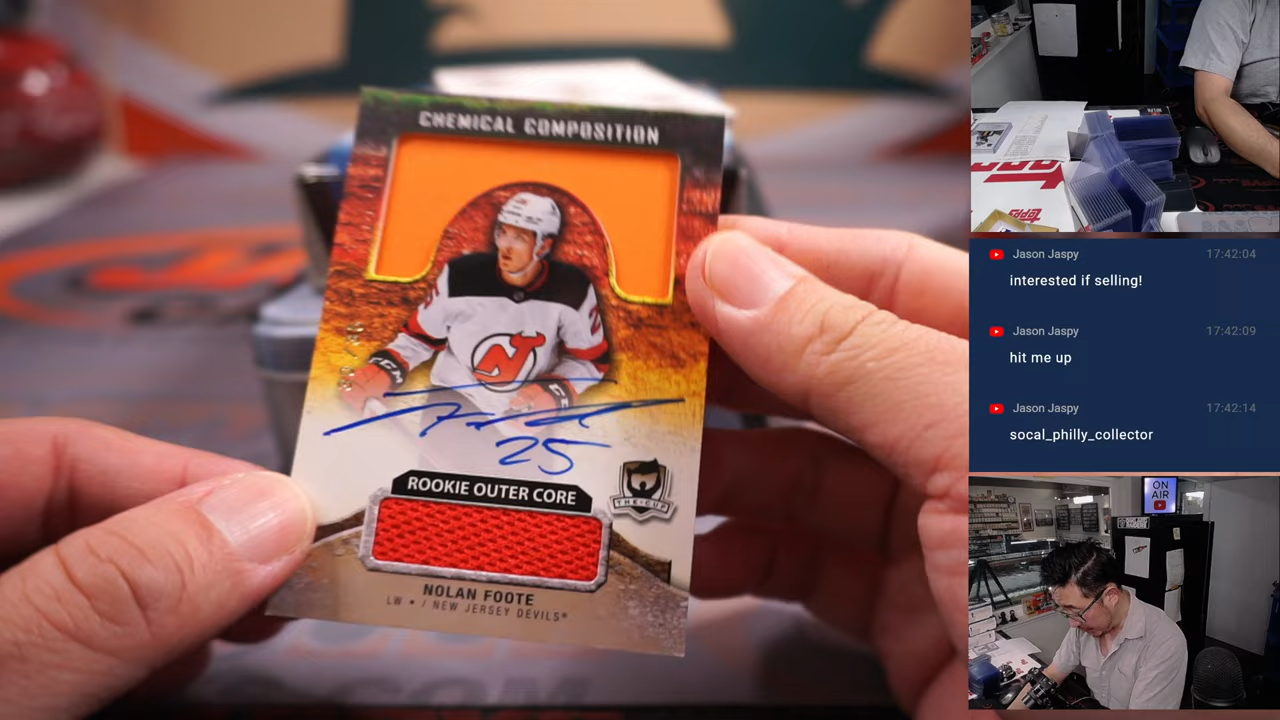 CHEMICAL COMPOSITION
25
ROOKIE OUTER CORE
THE CUP
NOLAN FOOTE
LW • / NEW JERSEY DEVILS®
Jason Jaspy 17:42:04
interested if selling!
Jason Jaspy 17:42:09
hit me up
Jason Jaspy 17:42:14
socal_philly_collector
ON
AIR
topps